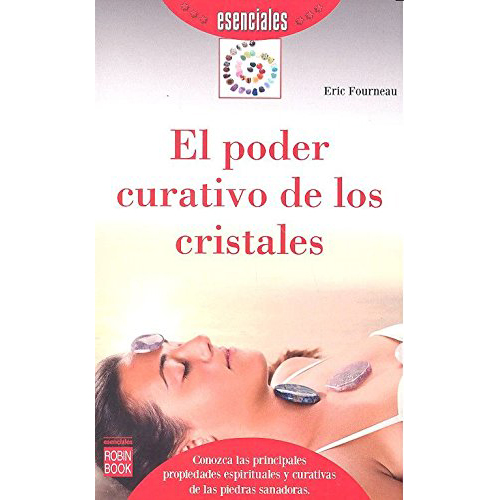 esenciales
Eric Fourneau
El poder
curativo de los
cristales
esenciales
ROBIN
BOOK
Conozca las principales
propiedades espirituales y curativas
de las piedras sanadoras.